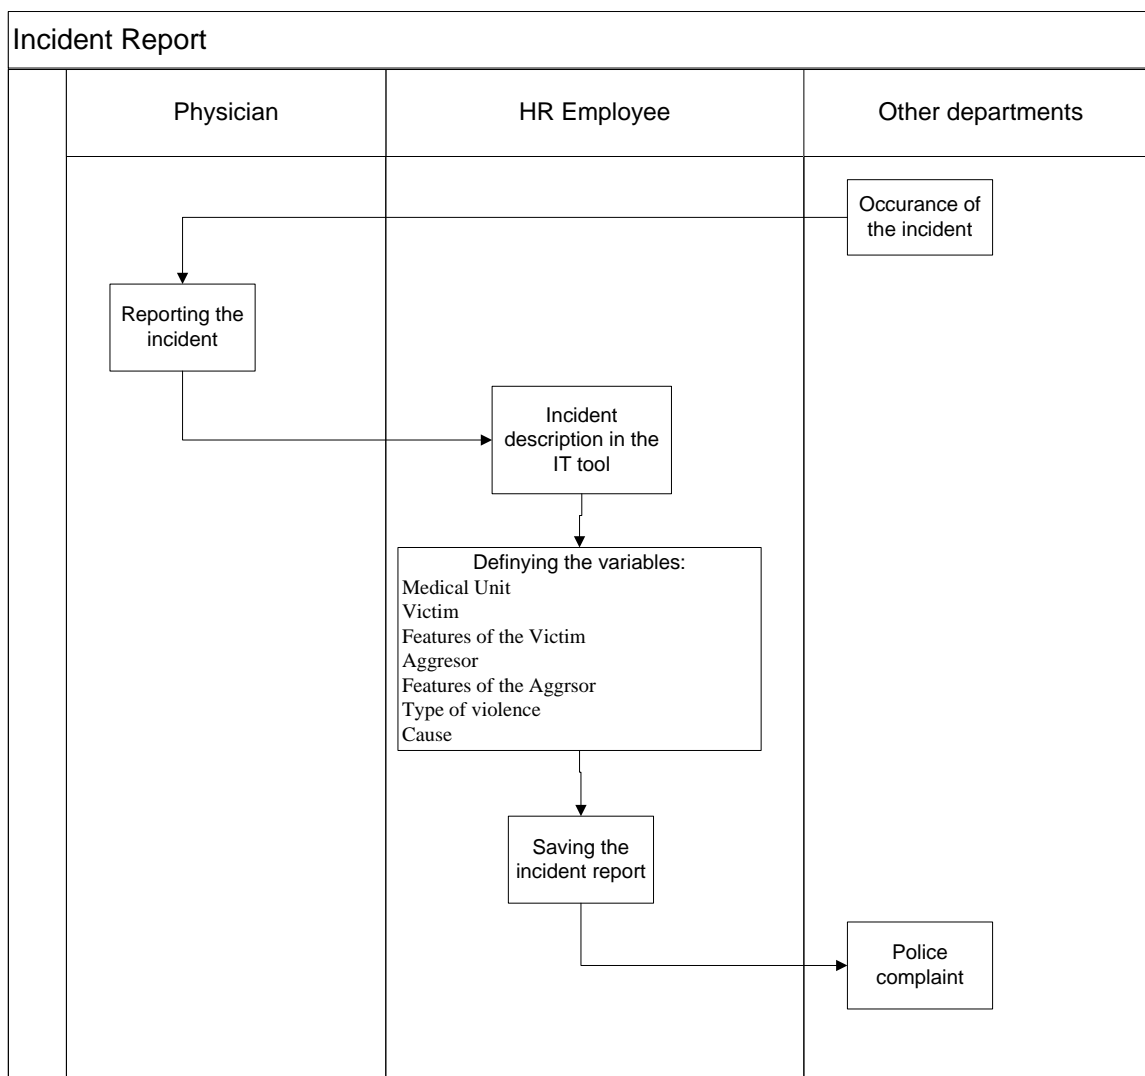 Incident Report
Physician
HR Employee
Other departments
Occurance of
the incident
Reporting the
incident
Incident
description in the
IT tool
Definying the variables:
Medical Unit
Victim
Features of the Victim
Aggresor
Features of the Aggrsor
Type of violence
Cause
Saving the
incident report
Police
complaint